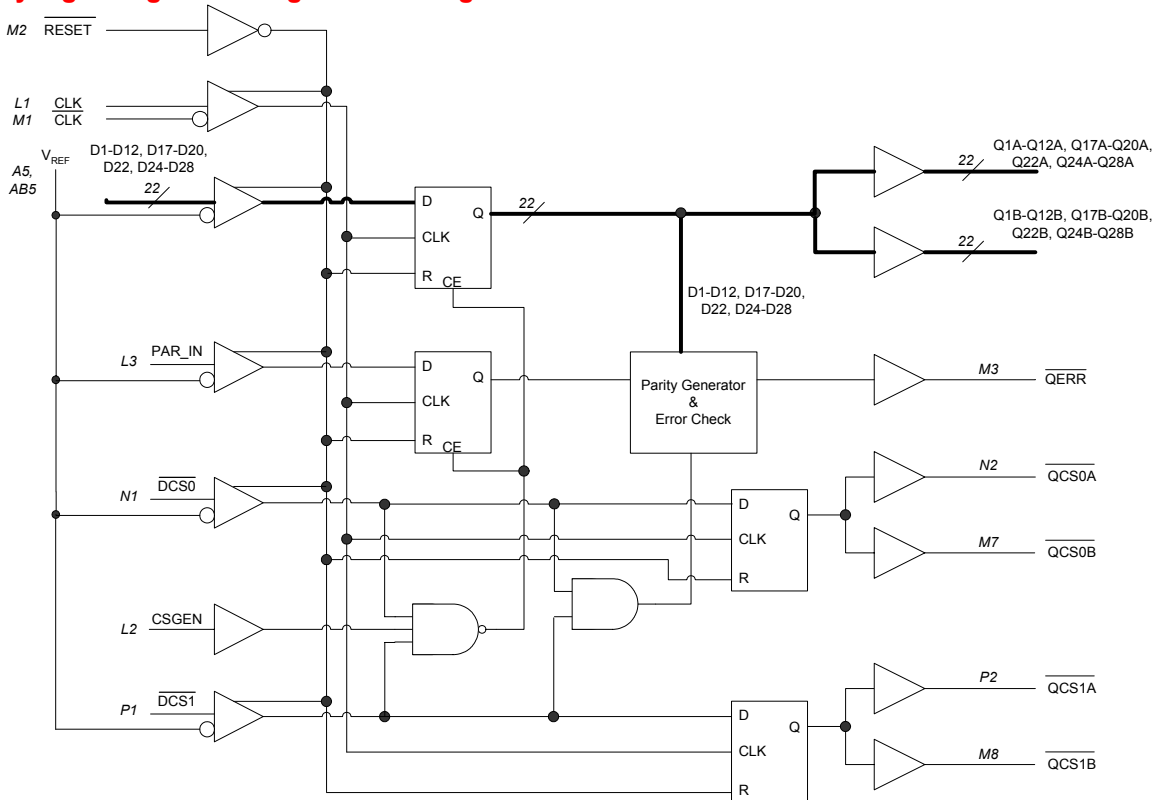 M2 RESET
L1 CLK
M1 CLK
VREF
A5,
AB5
D1-D12, D17-D20,
D22, D24-D28
22
D
Q
CLK
R
CE
22
Q1A-Q12A, Q17A-Q20A,
Q22A, Q24A-Q28A
22
Q1B-Q12B, Q17B-Q20B,
Q22B, Q24B-Q28B
22
D1-D12, D17-D20,
D22, D24-D28
L3 PAR_IN
D
Q
CLK
R
CE
Parity Generator
&
Error Check
M3 QERR
N1 DCS0
D
Q
CLK
R
N2 QCS0A
M7 QCS0B
L2 CSGEN
P1 DCS1
D
Q
CLK
R
P2 QCS1A
M8 QCS1B